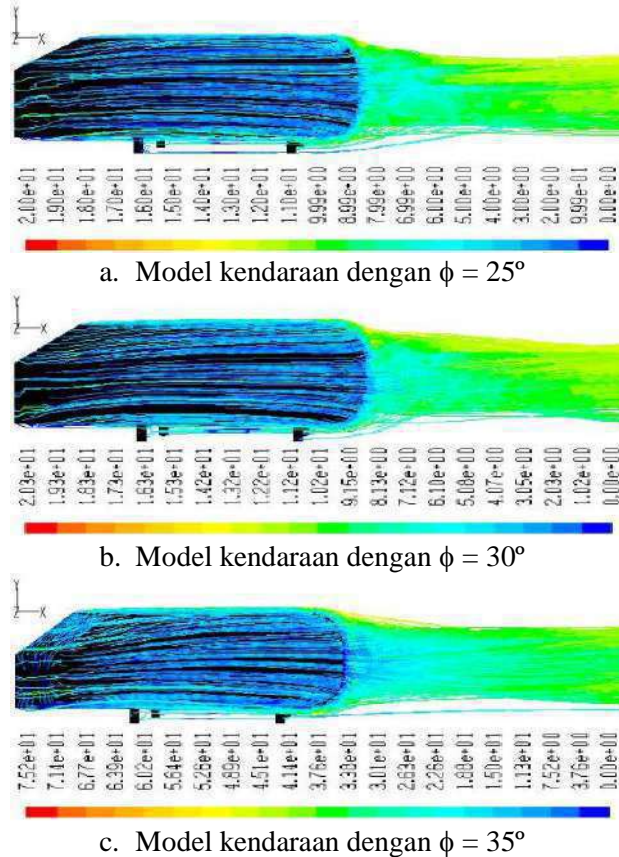 Y
Z X
2.00e+01 1.90e+01 1.80e+01 1.70e+01 1.60e+01 1.50e+01 1.40e+01 1.30e+01 1.20e+01 1.10e+01 9.99e+00 8.99e+00 7.99e+00 6.99e+00 6.00e+00 5.00e+00 4.00e+00 3.00e+00 2.00e+00 9.99e-01 0.00e+00
a. Model kendaraan dengan ϕ = 25º
Y
Z X
2.03e+01 1.93e+01 1.83e+01 1.73e+01 1.63e+01 1.53e+01 1.42e+01 1.32e+01 1.22e+01 1.12e+01 1.02e+01 9.15e+00 8.13e+00 7.12e+00 6.10e+00 5.08e+00 4.07e+00 3.05e+00 2.03e+00 1.02e+00 0.00e+00
b. Model kendaraan dengan ϕ = 30º
Y
Z X
7.52e+01 7.14e+01 6.77e+01 6.39e+01 6.02e+01 5.64e+01 5.26e+01 4.89e+01 4.51e+01 4.14e+01 3.76e+01 3.38e+01 3.01e+01 2.63e+01 2.26e+01 1.88e+01 1.50e+01 1.13e+01 7.52e+00 3.76e+00 0.00e+00
c. Model kendaraan dengan ϕ = 35º